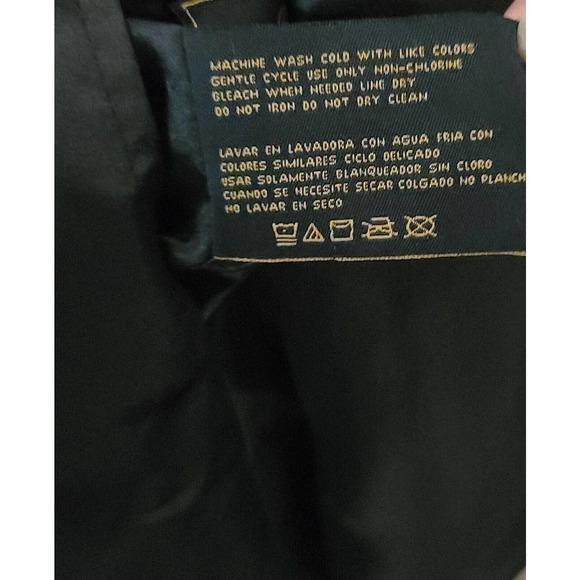 MACHINE WASH COLD WITH LIKE COLORS
GENTLE CYCLE USE ONLY NON-CHLORINE
BLEACH WHEN NEEDED LINE DRY
DO NOT IRON DO NOT DRY CLEAN
LAVAR EN LAVADORA CON AGUA FRIA CON
COLORES SIMILARES CICLO DELICADO
USAR SOLAMENTE BLANQUEADOR SIN CLORO
CUANDO SE NECESITE SECAR COLGADO NO PLANCH
NO LAVAR EN SECO